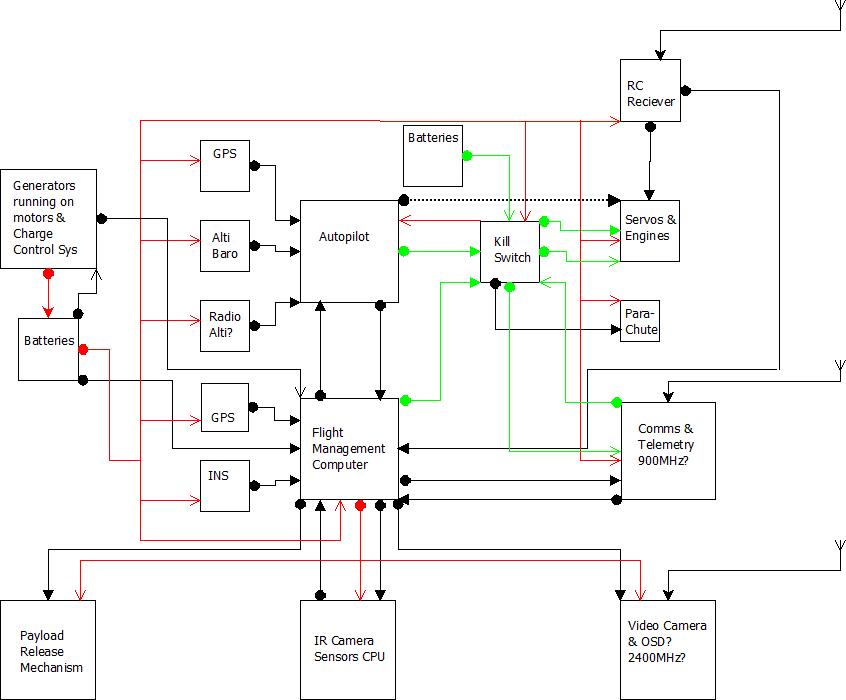 RC
Reciever
Batteries
GPS
Generators
running on
motors &
Charge
Control Sys
Alti
Baro
Autopilot
Kill
Switch
Servos &
Engines
Radio
Alti?
Para-
Chute
Batteries
GPS
Flight
Management
Computer
Comms &
Telemetry
900MHz?
INS
Payload
Release
Mechanism
IR Camera
Sensors CPU
Video Camera
& OSD?
2400MHz?